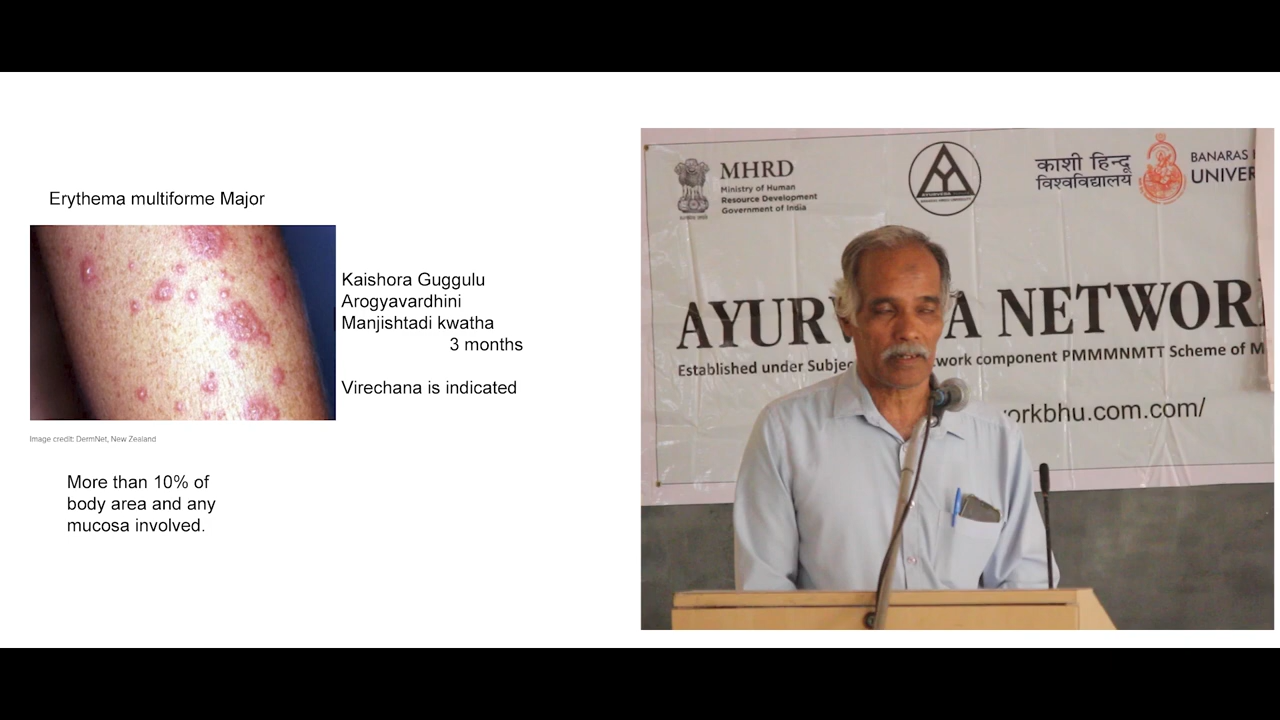 Erythema multiforme Major
Kaishora Guggulu
Arogyavardhini
Manjishtadi kwatha
3 months
Virechana is indicated
Image credit: DermNet, New Zealand
More than 10% of
body area and any
mucosa involved.
MHRD
Ministry of Human
Resource Development
Government of India
काशी हिन्दू
विश्वविद्यालय
BANARAS
UNIVER
AYUR A NETWOR
Established under Subjec work component PMMMNMTT Scheme of M
orkbhu.com.com/